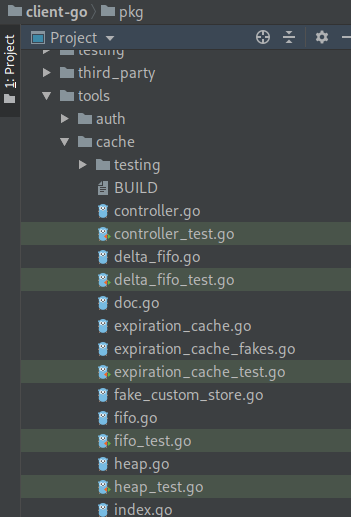 client-go pkg
1: Project
Project
testing
third_party
tools
auth
cache
testing
BUILD
controller.go
controller_test.go
delta_fifo.go
delta_fifo_test.go
doc.go
expiration_cache.go
expiration_cache_fakes.go
expiration_cache_test.go
fake_custom_store.go
fifo.go
fifo_test.go
heap.go
heap_test.go
index.go